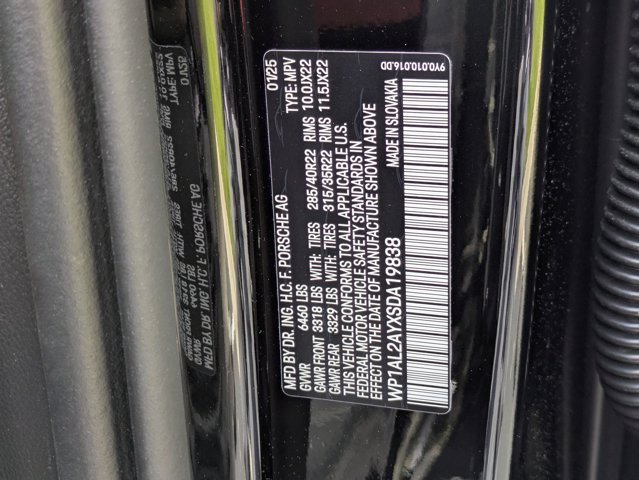 MFD BY DR. ING. H.C. F. PORSCHE AG 01/25
GVWR 6460 LBS TYPE: MPV
GAWR FRONT 3318 LBS WITH: TIRES 285/40R22 RIMS 10.0JX22
GAWR REAR 3329 LBS WITH: TIRES 315/35R22 RIMS 11.5JX22
THIS VEHICLE CONFORMS TO ALL APPLICABLE U.S.
FEDERAL MOTOR VEHICLE SAFETY STANDARDS IN
EFFECT ON THE DATE OF MANUFACTURE SHOWN ABOVE
WP1AL2AYXSDA19838 MADE IN SLOVAKIA
9Y0.010.016.DD